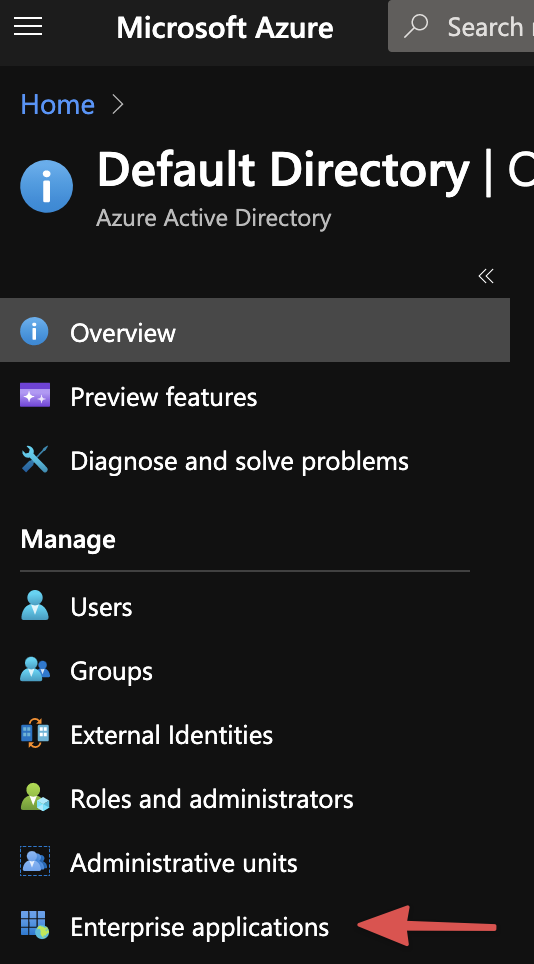 Microsoft Azure
Search
Home
Default Directory |
Azure Active Directory
Overview
Preview features
Diagnose and solve problems
Manage
Users
Groups
External Identities
Roles and administrators
Administrative units
Enterprise applications